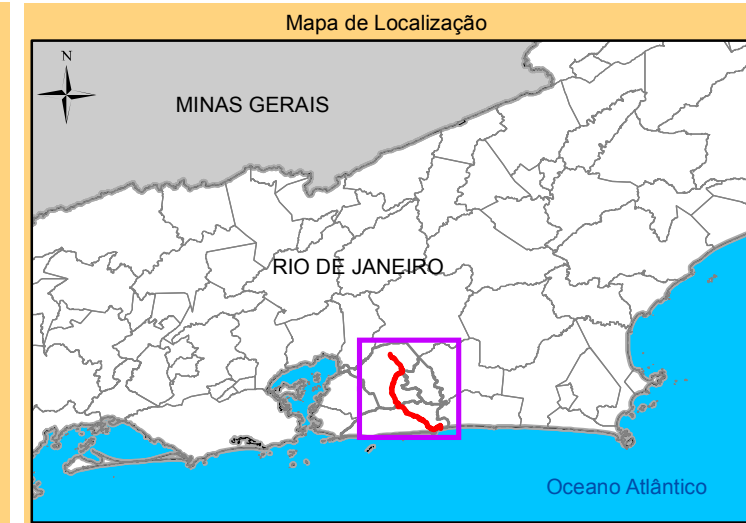 Mapa de Localização
N
MINAS GERAIS
RIO DE JANEIRO
Oceano Atlântico